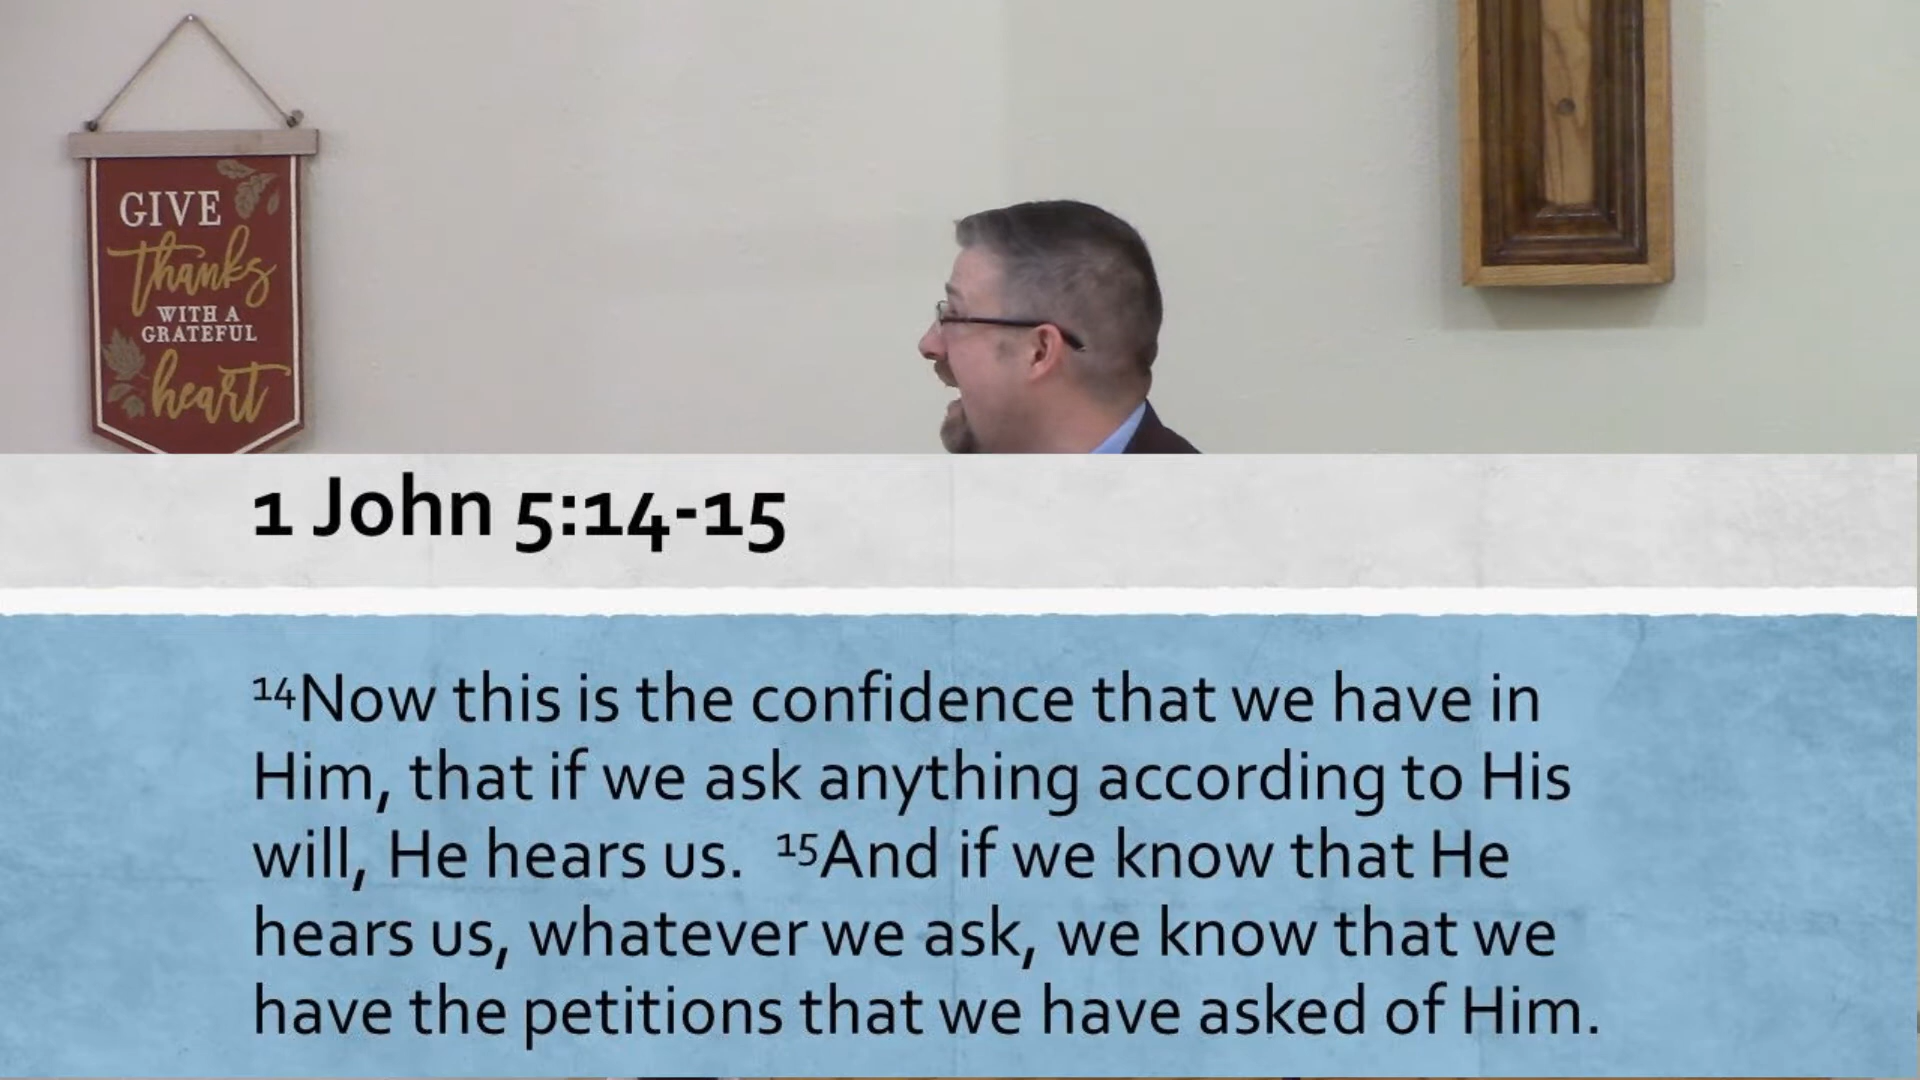 GIVE
thanks
WITH A
GRATEFUL
heart
1 John 5:14-15
14Now this is the confidence that we have in
Him, that if we ask anything according to His
will, He hears us.  15And if we know that He
hears us, whatever we ask, we know that we
have the petitions that we have asked of Him.